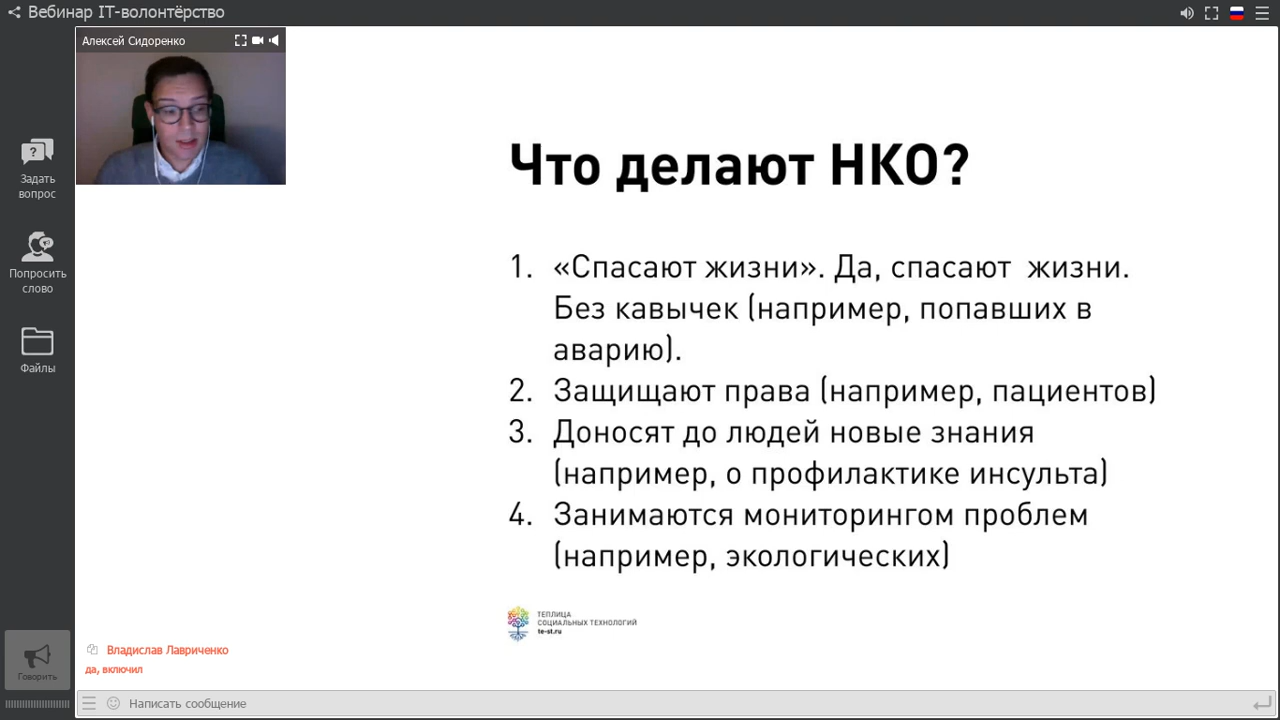 Вебинар IT-волонтёрство
Алексей Сидоренко
Задать
вопрос
Попросить
слово
Файлы
Что делают НКО?
1. «Спасают жизни». Да, спасают жизни.
Без кавычек (например, попавших в
аварию).
2. Защищают права (например, пациентов)
3. Доносят до людей новые знания
(например, о профилактике инсульта)
4. Занимаются мониторингом проблем
(например, экологических)
ТЕПЛИЦА
СОЦИАЛЬНЫХ ТЕХНОЛОГИЙ
te-st.ru
Владислав Лавриченко
да, включил
Говорить
Написать сообщение